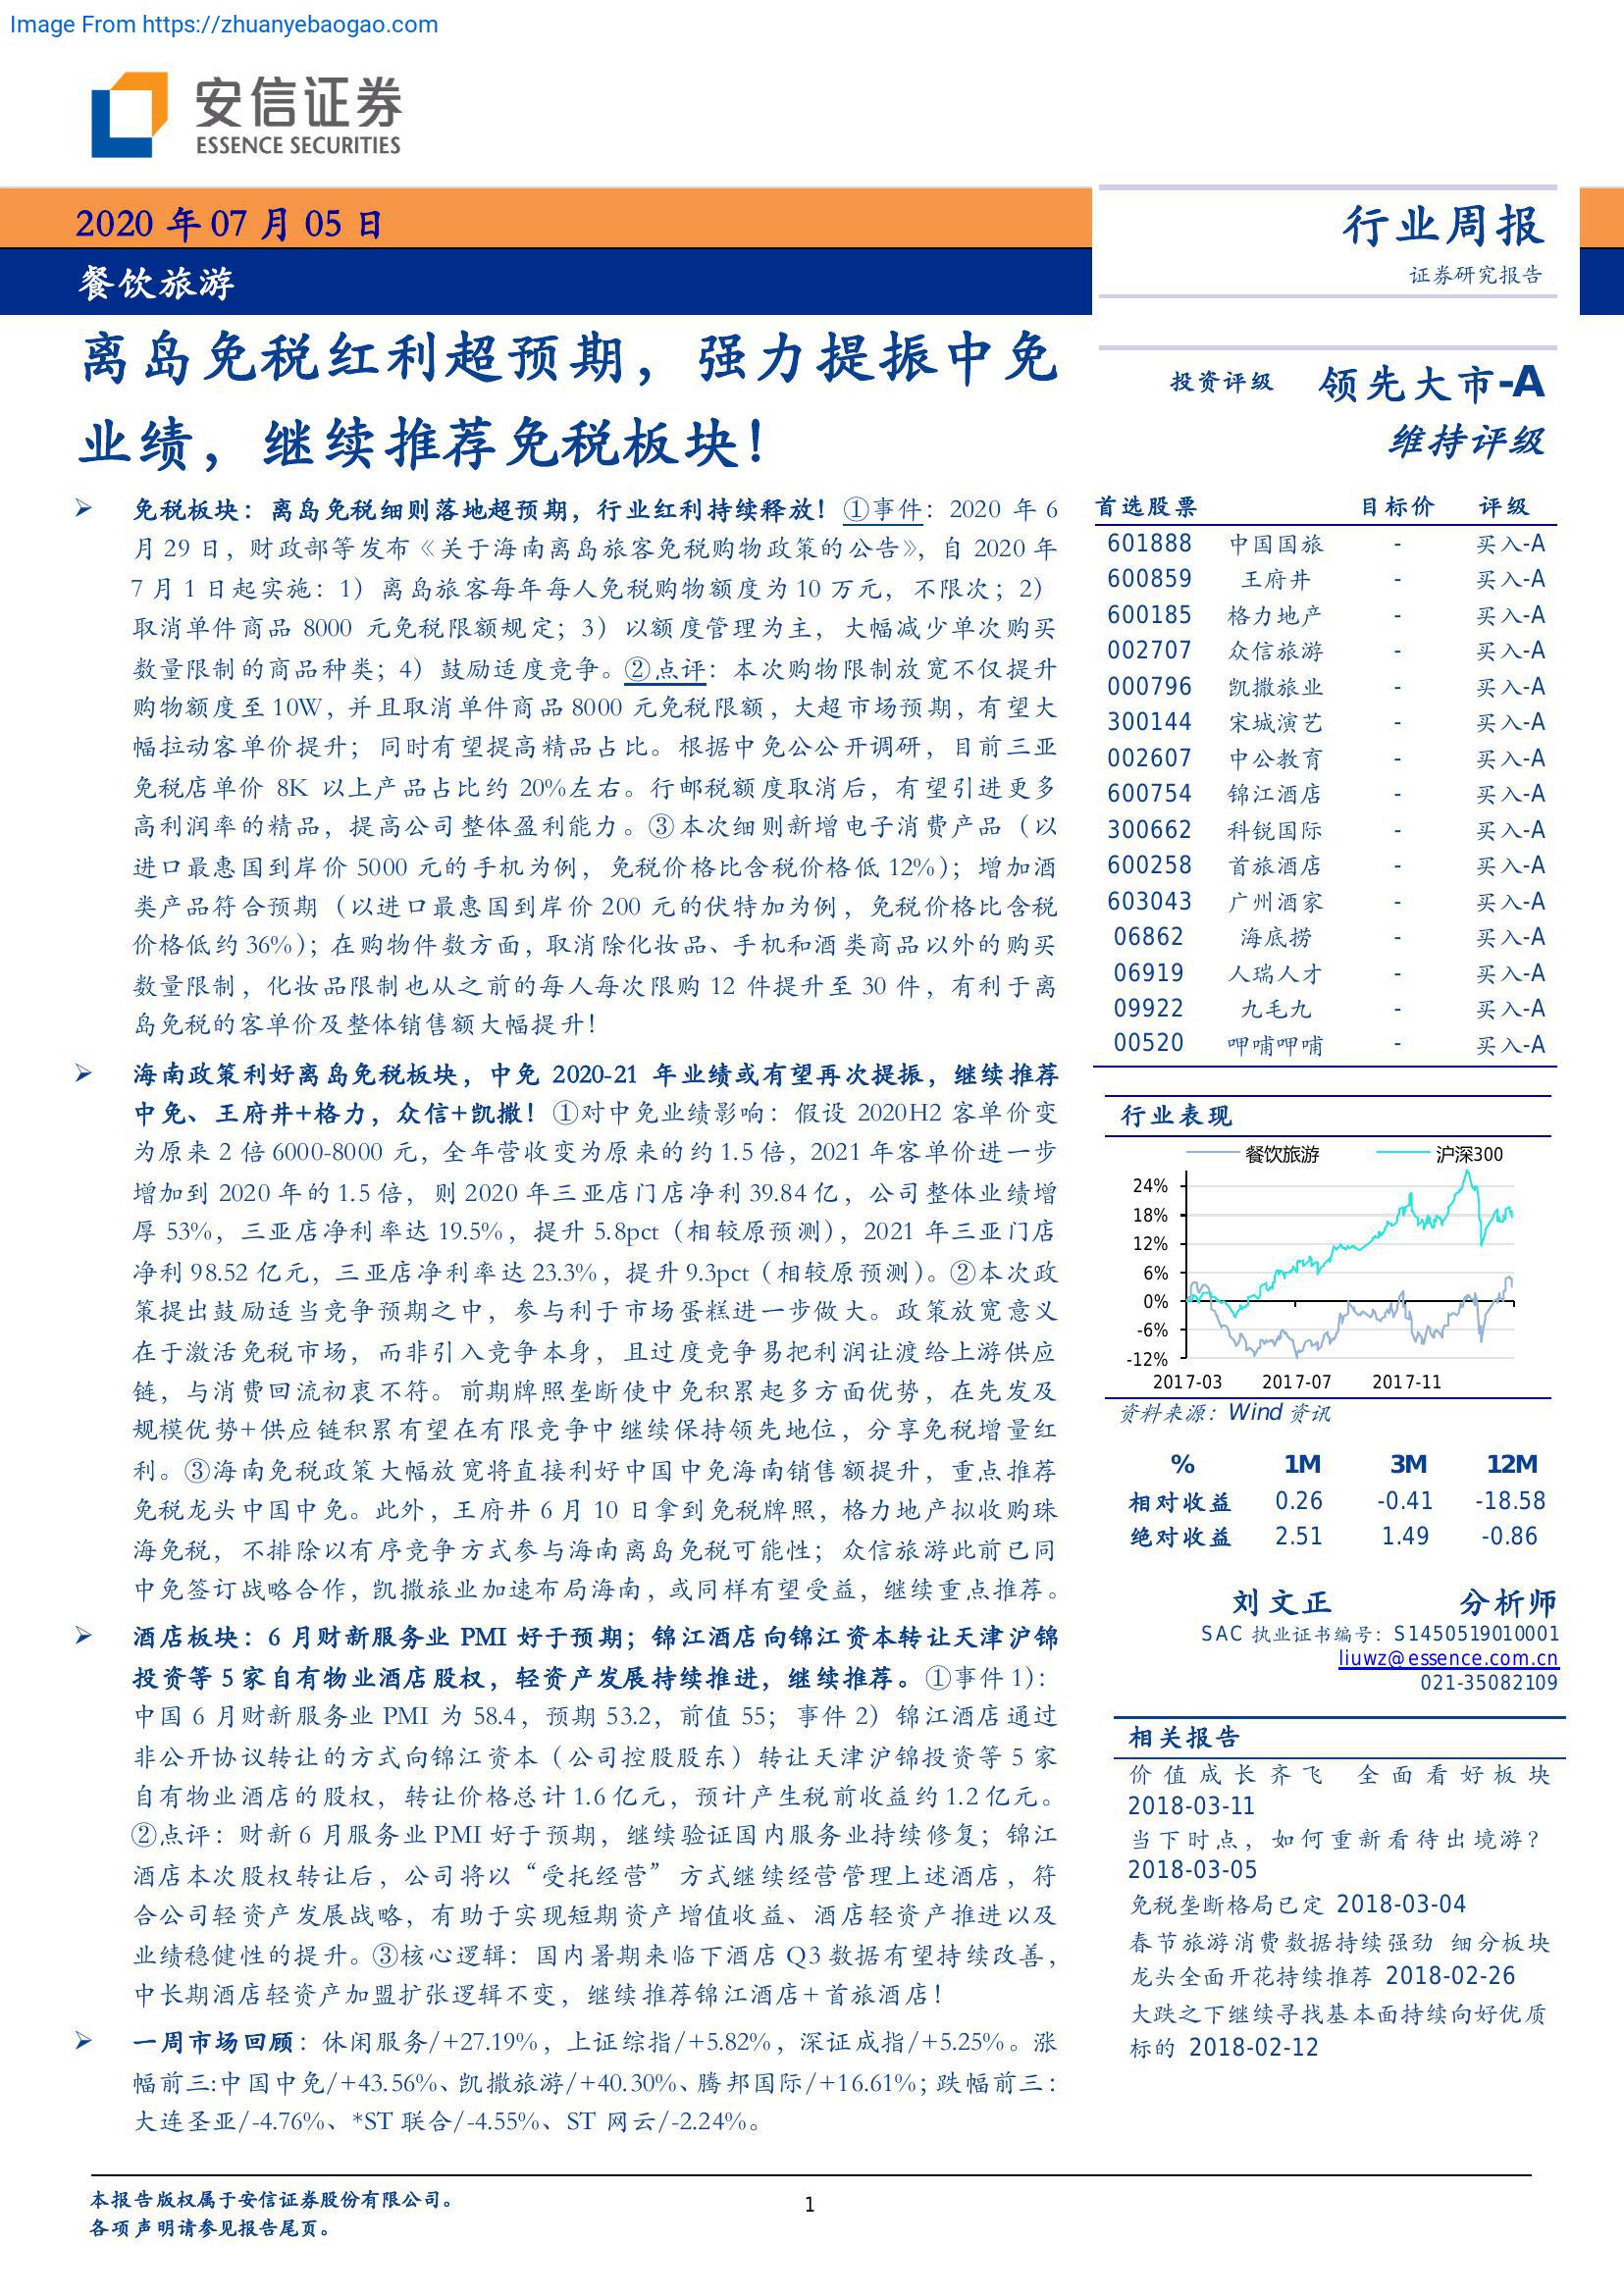 Image From https://zhuanyebaogao.com
安信证券
ESSENCE SECURITIES
2020 年 07 月 05 日
餐饮旅游
行业周报
证券研究报告
离岛免税红利超预期，强力提振中免
业绩，继续推荐免税板块！
➢ 免税板块：离岛免税细则落地超预期，行业红利持续释放！①事件：2020 年 6
月 29 日，财政部等发布《关于海南离岛旅客免税购物政策的公告》，自 2020 年
7 月 1 日起实施：1）离岛旅客每年每人免税购物额度为 10 万元，不限次；2）
取消单件商品 8000 元免税限额规定；3）以额度管理为主，大幅减少单次购买
数量限制的商品种类；4）鼓励适度竞争。②点评：本次购物限制放宽不仅提升
购物额度至 10W，并且取消单件商品 8000 元免税限额，大超市场预期，有望大
幅拉动客单价提升；同时有望提高精品占比。根据中免公公开调研，目前三亚
免税店单价 8K 以上产品占比约 20%左右。行邮税额度取消后，有望引进更多
高利润率的精品，提高公司整体盈利能力。③本次细则新增电子消费产品（以
进口最惠国到岸价 5000 元的手机为例，免税价格比含税价格低 12%）；增加酒
类产品符合预期（以进口最惠国到岸价 200 元的伏特加为例，免税价格比含税
价格低约 36%）；在购物件数方面，取消除化妆品、手机和酒类商品以外的购买
数量限制，化妆品限制也从之前的每人每次限购 12 件提升至 30 件，有利于离
岛免税的客单价及整体销售额大幅提升！
➢ 海南政策利好离岛免税板块，中免 2020-21 年业绩或有望再次提振，继续推荐
中免、王府井+格力，众信+凯撒！①对中免业绩影响：假设 2020H2 客单价变
为原来 2 倍 6000-8000 元，全年营收变为原来的约 1.5 倍，2021 年客单价进一步
增加到 2020 年的 1.5 倍，则 2020 年三亚店门店净利 39.84 亿，公司整体业绩增
厚 53%，三亚店净利率达 19.5%，提升 5.8pct（相较原预测），2021 年三亚门店
净利 98.52 亿元，三亚店净利率达 23.3%，提升 9.3pct（相较原预测）。②本次政
策提出鼓励适当竞争预期之中，参与利于市场蛋糕进一步做大。政策放宽意义
在于激活免税市场，而非引入竞争本身，且过度竞争易把利润让渡给上游供应
链，与消费回流初衷不符。前期牌照垄断使中免积累起多方面优势，在先发及
规模优势+供应链积累有望在有限竞争中继续保持领先地位，分享免税增量红
利。③海南免税政策大幅放宽将直接利好中国中免海南销售额提升，重点推荐
免税龙头中国中免。此外，王府井 6 月 10 日拿到免税牌照，格力地产拟收购珠
海免税，不排除以有序竞争方式参与海南离岛免税可能性；众信旅游此前已同
中免签订战略合作，凯撒旅业加速布局海南，或同样有望受益，继续重点推荐。
➢ 酒店板块：6 月财新服务业 PMI 好于预期；锦江酒店向锦江资本转让天津沪锦
投资等 5 家自有物业酒店股权，轻资产发展持续推进，继续推荐。①事件 1）：
中国 6 月财新服务业 PMI 为 58.4，预期 53.2，前值 55；事件 2）锦江酒店通过
非公开协议转让的方式向锦江资本（公司控股股东）转让天津沪锦投资等 5 家
自有物业酒店的股权，转让价格总计 1.6 亿元，预计产生税前收益约 1.2 亿元。
②点评：财新 6 月服务业 PMI 好于预期，继续验证国内服务业持续修复；锦江
酒店本次股权转让后，公司将以“受托经营”方式继续经营管理上述酒店，符
合公司轻资产发展战略，有助于实现短期资产增值收益、酒店轻资产推进以及
业绩稳健性的提升。③核心逻辑：国内暑期来临下酒店 Q3 数据有望持续改善，
中长期酒店轻资产加盟扩张逻辑不变，继续推荐锦江酒店+首旅酒店！
➢ 一周市场回顾：休闲服务/+27.19%，上证综指/+5.82%，深证成指/+5.25%。涨
幅前三:中国中免/+43.56%、凯撒旅游/+40.30%、腾邦国际/+16.61%；跌幅前三：
大连圣亚/-4.76%、*ST 联合/-4.55%、ST 网云/-2.24%。
投资评级 领先大市-A
维持评级
首选股票 目标价 评级
601888 中国国旅 - 买入-A
600859 王府井 - 买入-A
600185 格力地产 - 买入-A
002707 众信旅游 - 买入-A
000796 凯撒旅业 - 买入-A
300144 宋城演艺 - 买入-A
002607 中公教育 - 买入-A
600754 锦江酒店 - 买入-A
300662 科锐国际 - 买入-A
600258 首旅酒店 - 买入-A
603043 广州酒家 - 买入-A
06862 海底捞 - 买入-A
06919 人瑞人才 - 买入-A
09922 九毛九 - 买入-A
00520 呷哺呷哺 - 买入-A
行业表现
餐饮旅游 沪深300
24%
18%
12%
6%
0%
-6%
-12%
2017-03 2017-07 2017-11
资料来源：Wind 资讯
% 1M 3M 12M
相对收益 0.26 -0.41 -18.58
绝对收益 2.51 1.49 -0.86
刘文正 分析师
SAC 执业证书编号：S1450519010001
liuwz@essence.com.cn
021-35082109
相关报告
价值成长齐飞 全面看好板块
2018-03-11
当下时点，如何重新看待出境游？
2018-03-05
免税垄断格局已定 2018-03-04
春节旅游消费数据持续强劲 细分板块
龙头全面开花持续推荐 2018-02-26
大跌之下继续寻找基本面持续向好优质
标的 2018-02-12
本报告版权属于安信证券股份有限公司。
各项声明请参见报告尾页。
1